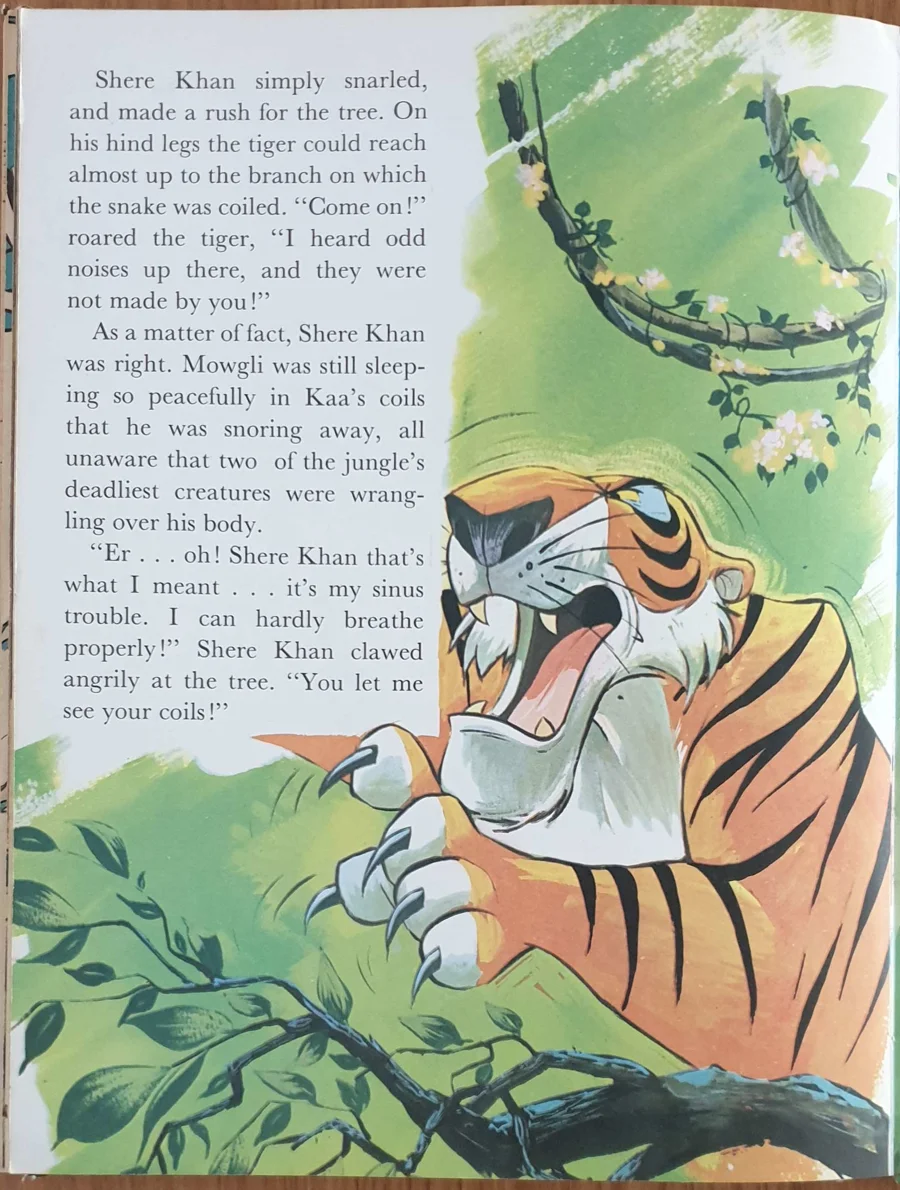 Shere Khan simply snarled,
and made a rush for the tree. On
his hind legs the tiger could reach
almost up to the branch on which
the snake was coiled. “Come on!”
roared the tiger, “I heard odd
noises up there, and they were
not made by you!”
As a matter of fact, Shere Khan
was right. Mowgli was still sleep-
ing so peacefully in Kaa’s coils
that he was snoring away, all
unaware that two of the jungle’s
deadliest creatures were wrang-
ling over his body.
“Er . . . oh! Shere Khan that’s
what I meant . . . it’s my sinus
trouble. I can hardly breathe
properly!” Shere Khan clawed
angrily at the tree. “You let me
see your coils!”